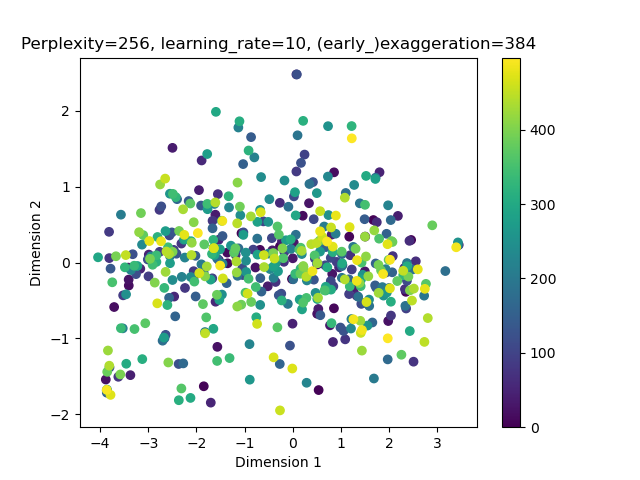 Perplexity=256, learning_rate=10, (early_)exaggeration=384
2
1
0
−1
−2
Dimension 2
−4 −3 −2 −1 0 1 2 3
Dimension 1
400
300
200
100
0